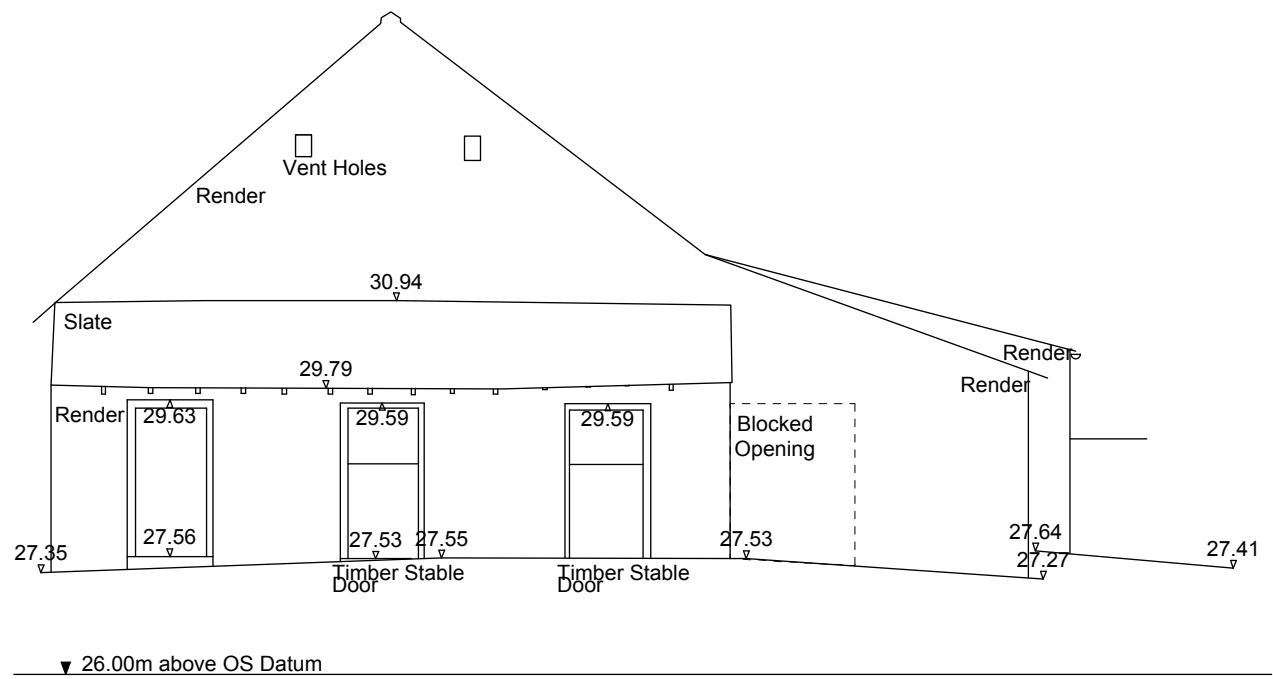 Vent Holes
Render
30.94
Slate
29.79
Render
Render
Render
29.63
29.59
29.59
Blocked
Opening
27.35
27.56
27.53
27.55
27.53
27.64
27.41
27.27
Timber Stable
Door
Timber Stable
Door
26.00m above OS Datum